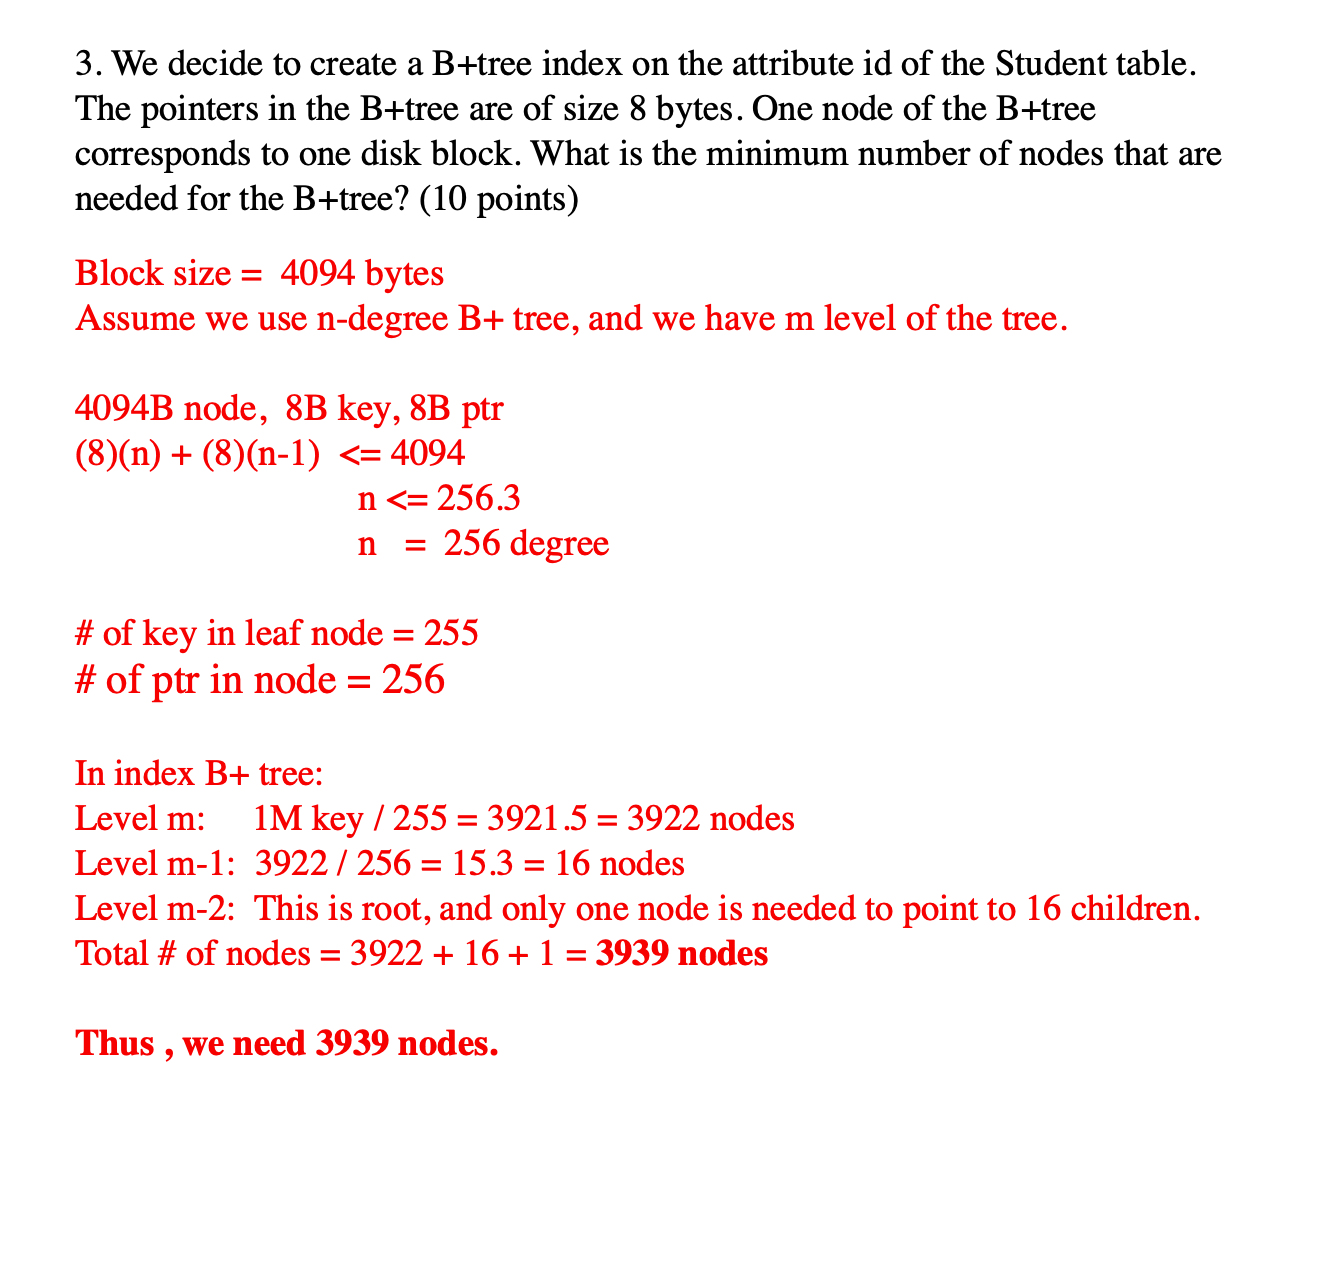 3. We decide to create a B+tree index on the attribute id of the Student table.
The pointers in the B+tree are of size 8 bytes. One node of the B+tree
corresponds to one disk block. What is the minimum number of nodes that are
needed for the B+tree? (10 points)
Block size = 4094 bytes
Assume we use n-degree B+ tree, and we have m level of the tree.
4094B node, 8B key, 8B ptr
(8)(n) + (8)(n-1) <= 4094
n <= 256.3
n = 256 degree
# of key in leaf node = 255
# of ptr in node = 256
In index B+ tree:
Level m: 1M key / 255 = 3921.5 = 3922 nodes
Level m-1: 3922 / 256 = 15.3 = 16 nodes
Level m-2: This is root, and only one node is needed to point to 16 children.
Total # of nodes = 3922 + 16 + 1 = 3939 nodes
Thus , we need 3939 nodes.